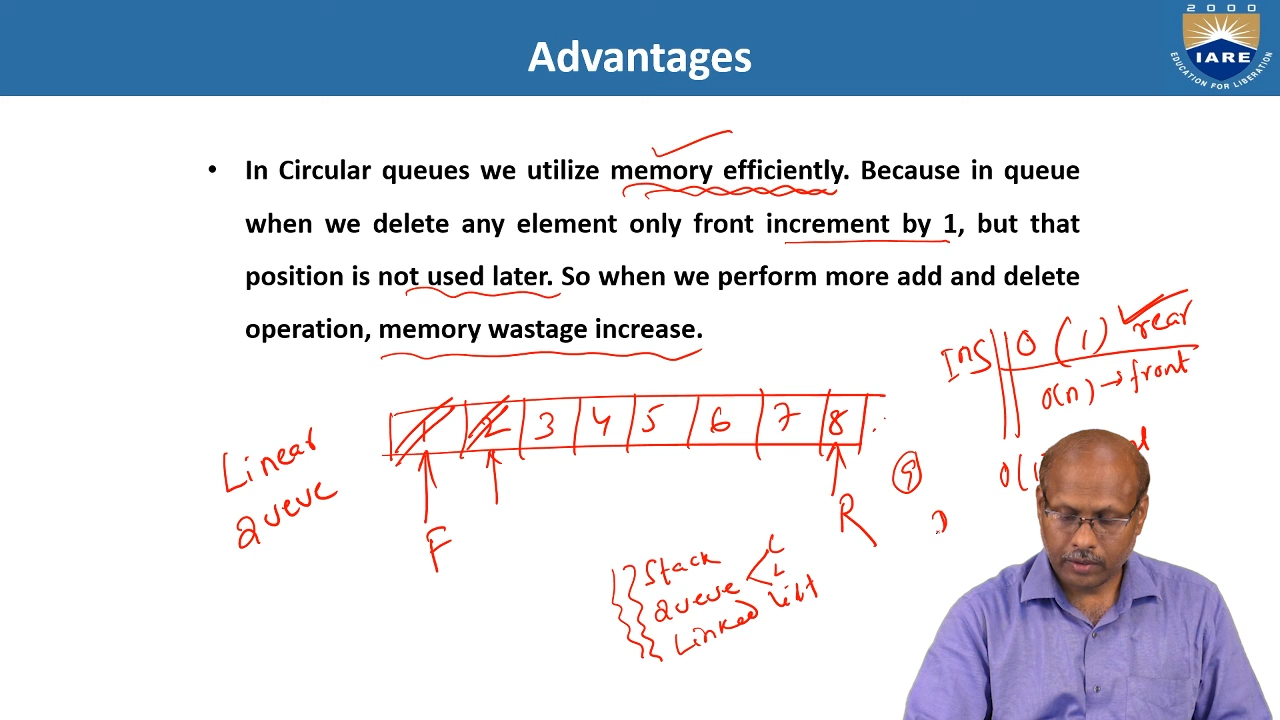 2000
IARE
EDUCATION FOR LIBERATION
Advantages
• In Circular queues we utilize memory efficiently. Because in queue
when we delete any element only front increment by 1, but that
position is not used later. So when we perform more add and delete
operation, memory wastage increase.
Ins O(1) rear
O(n) → front
O(1
Linear
Queue
1 2 3 4 5 6 7 8
9
F
R
Stack
Queue
C
L
Linked list